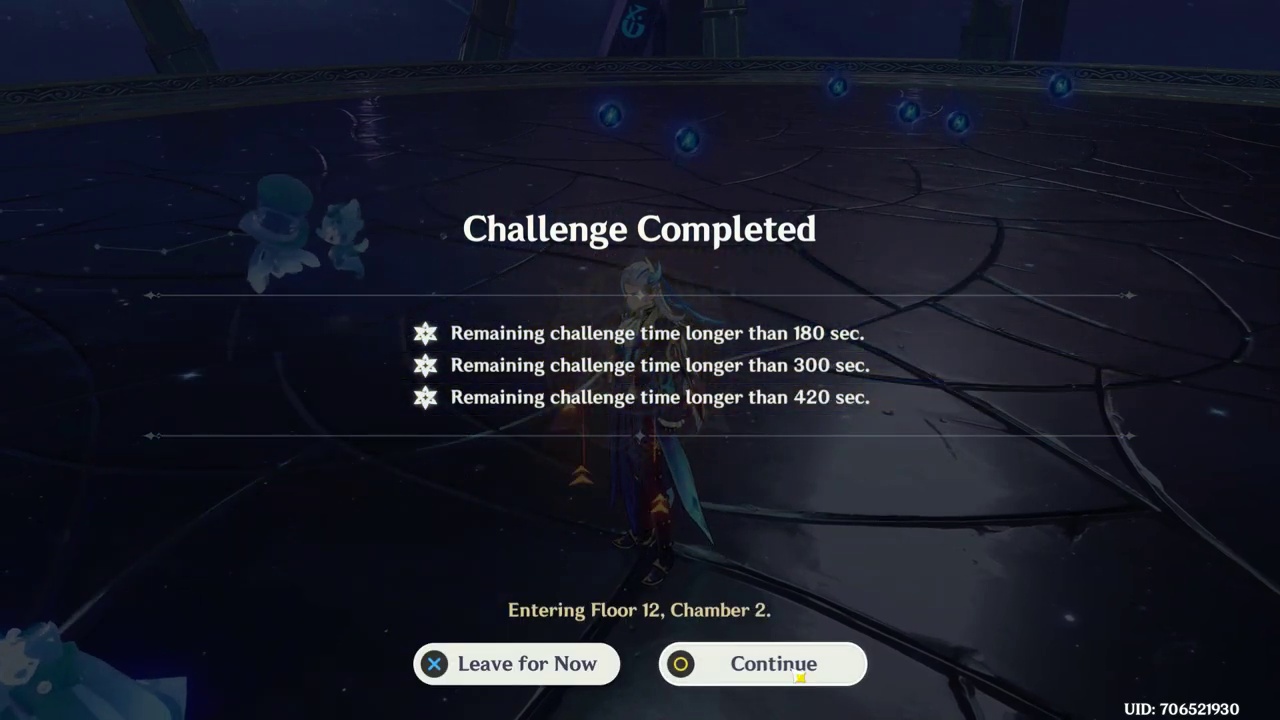 Challenge Completed
Remaining challenge time longer than 180 sec.
Remaining challenge time longer than 300 sec.
Remaining challenge time longer than 420 sec.
Entering Floor 12, Chamber 2.
Leave for Now
Continue
UID: 706521930